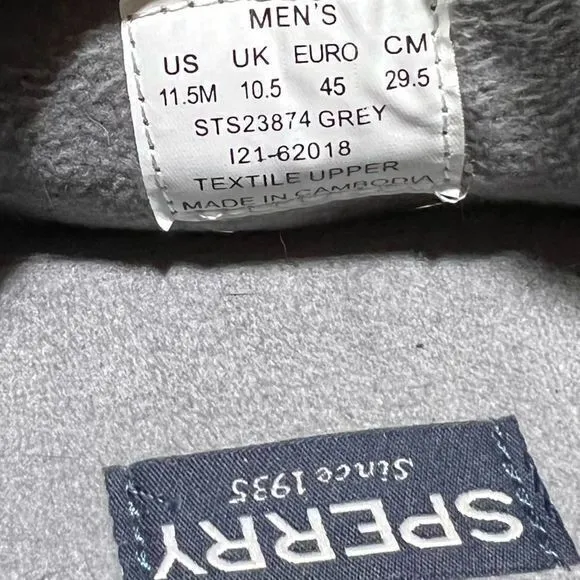 MEN'S
US UK EURO CM
11.5M 10.5 45 29.5
STS23874 GREY
I21-62018
TEXTILE UPPER
MADE IN CAMBODIA
SPERRY
Since 1935